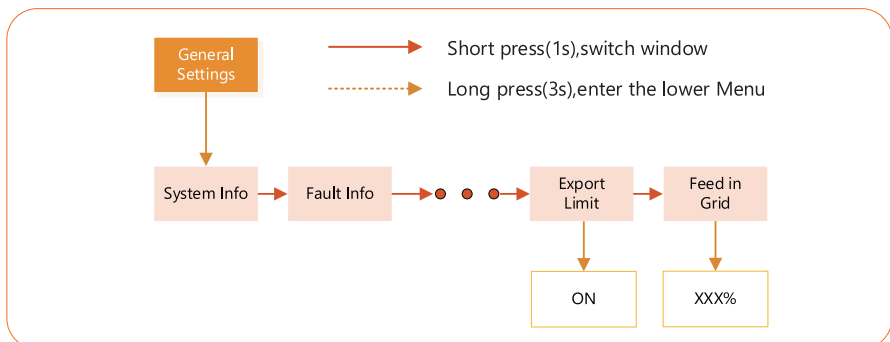 General
Settings
Short press(1s),switch window
Long press(3s),enter the lower Menu
System Info
Fault Info
Export
Limit
Feed in
Grid
ON
XXX%